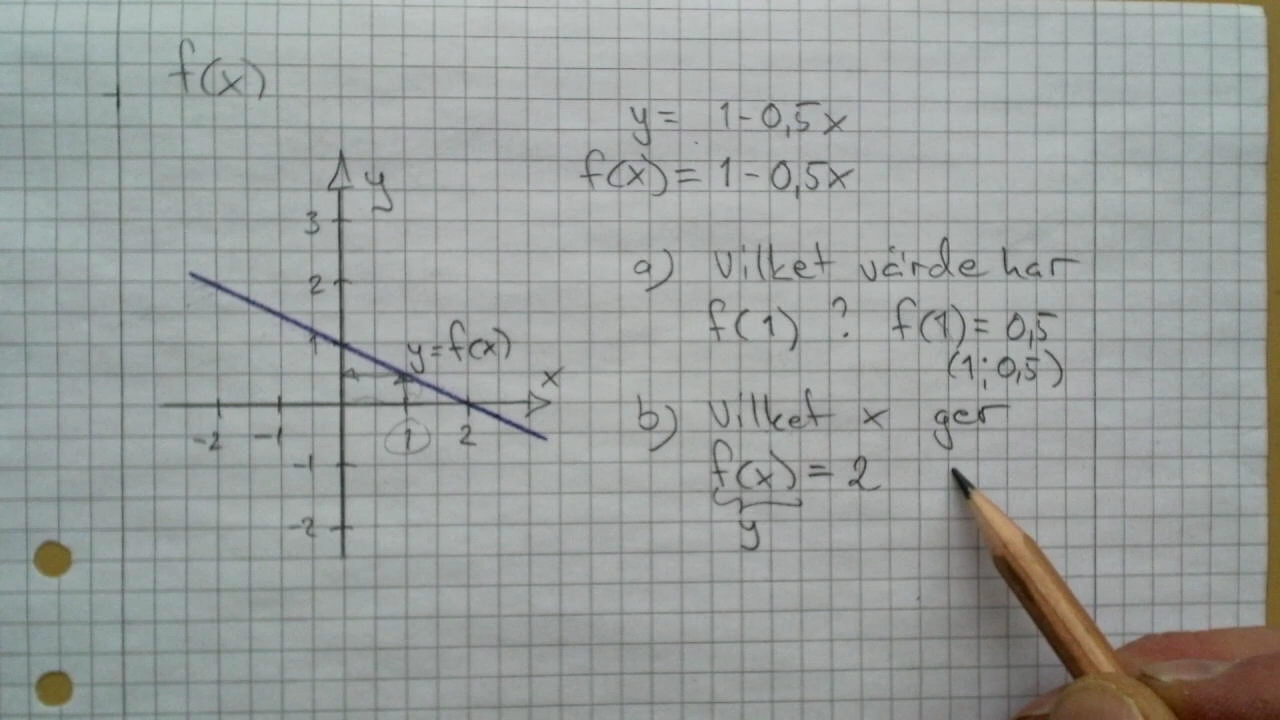 f(x)
y = 1-0,5x
f(x) = 1-0,5x
y
3
2
1
y=f(x)
x
-2 -1 1 2
-1
-2
a) Vilket värde har
f(1) ? f(1) = 0,5
(1; 0,5)
b) Vilket x ger
f(x) = 2
y